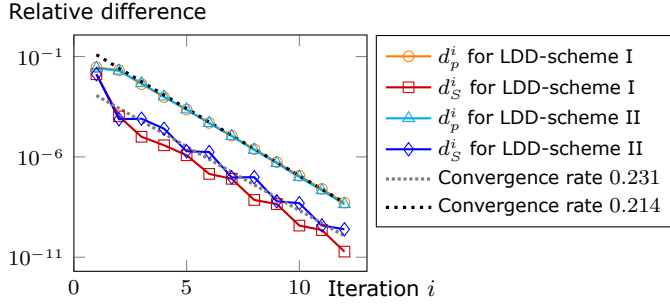 Relative difference
10⁻¹
10⁻⁶
10⁻¹¹
5
10
Iteration i
d_p^i for LDD-scheme I
d_S^i for LDD-scheme I
d_p^i for LDD-scheme II
d_S^i for LDD-scheme II
Convergence rate 0.231
Convergence rate 0.214